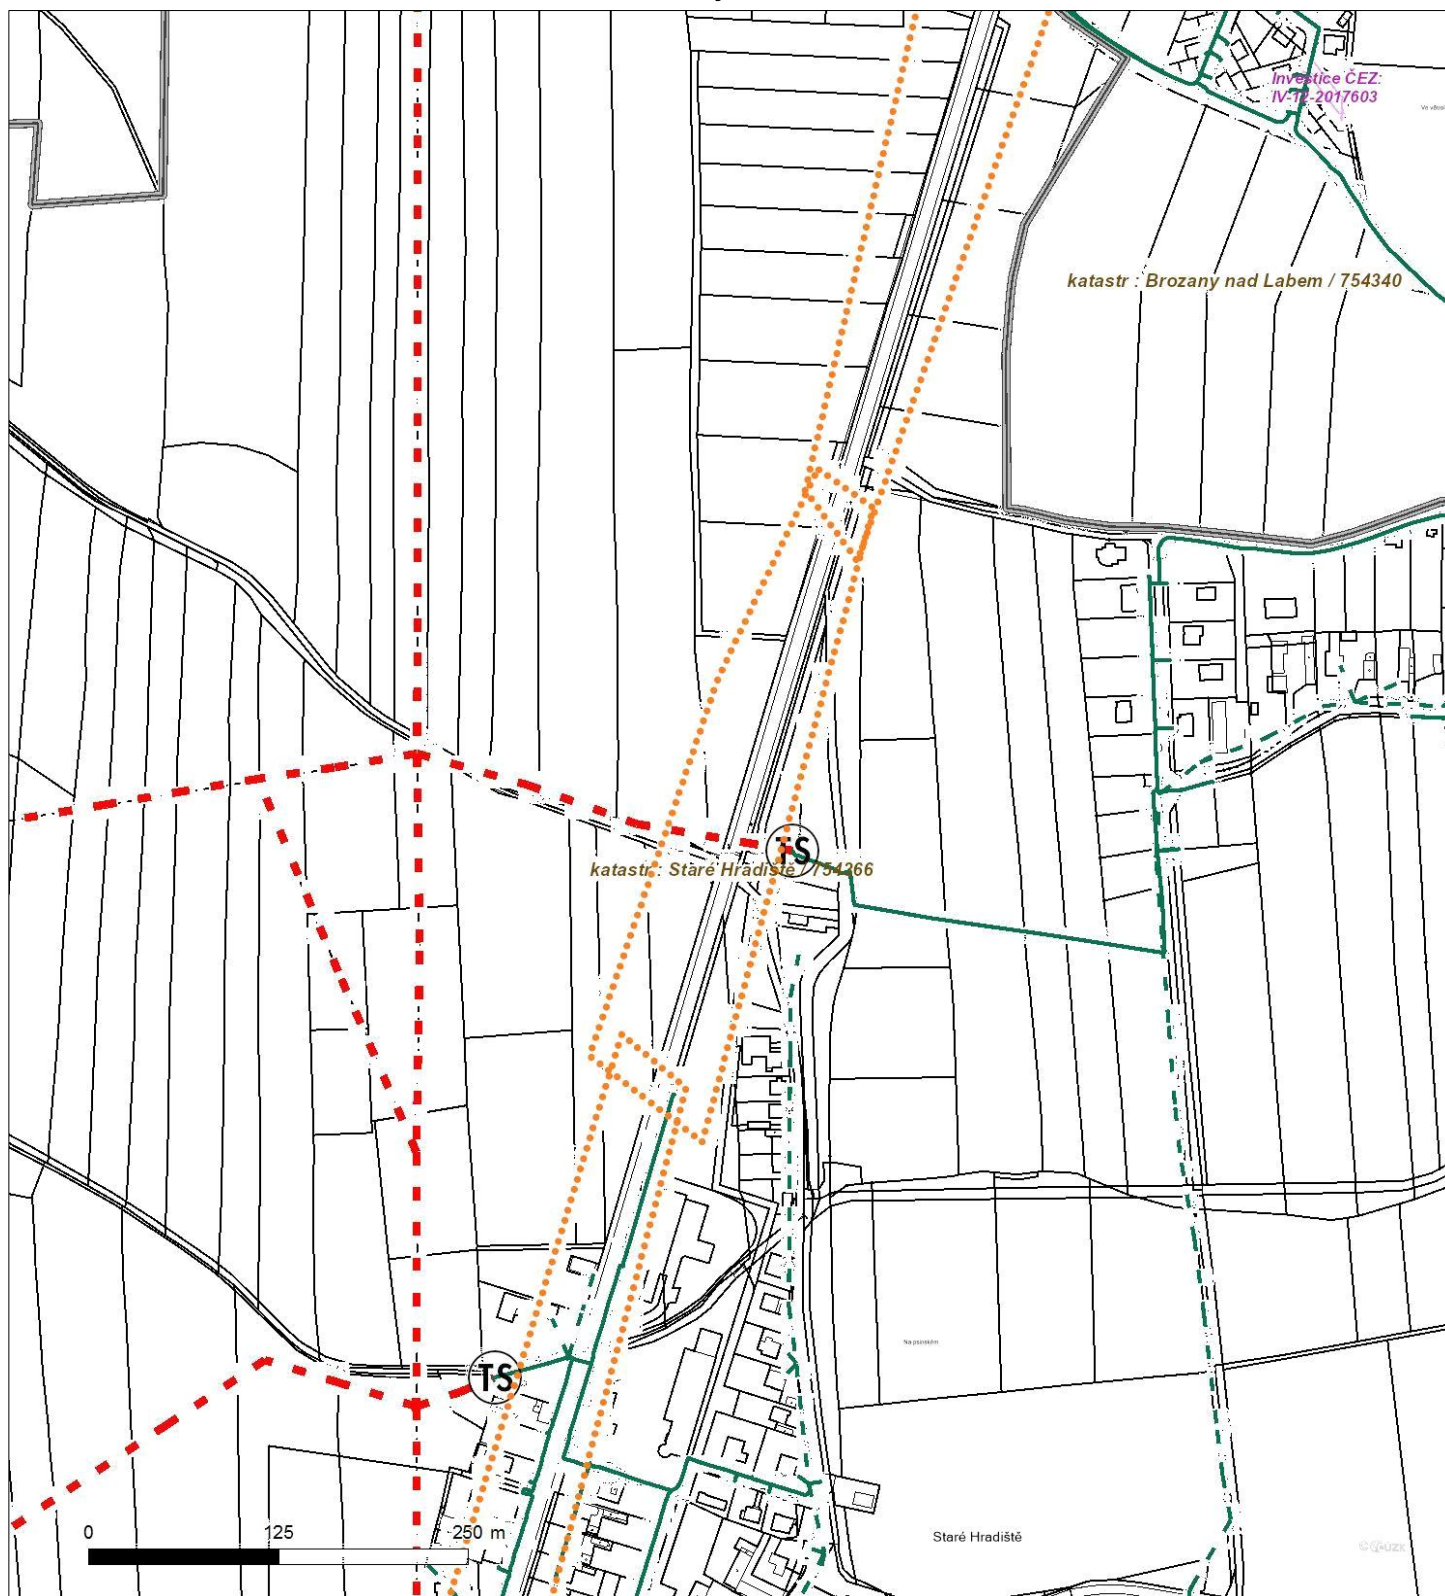 Investice ČEZ:
IV-12-2017603
katastr : Brozany nad Labem / 754340
TS
katastr : Staré Hradiště / 754366
TS
0 125 250 m
Staré Hradiště